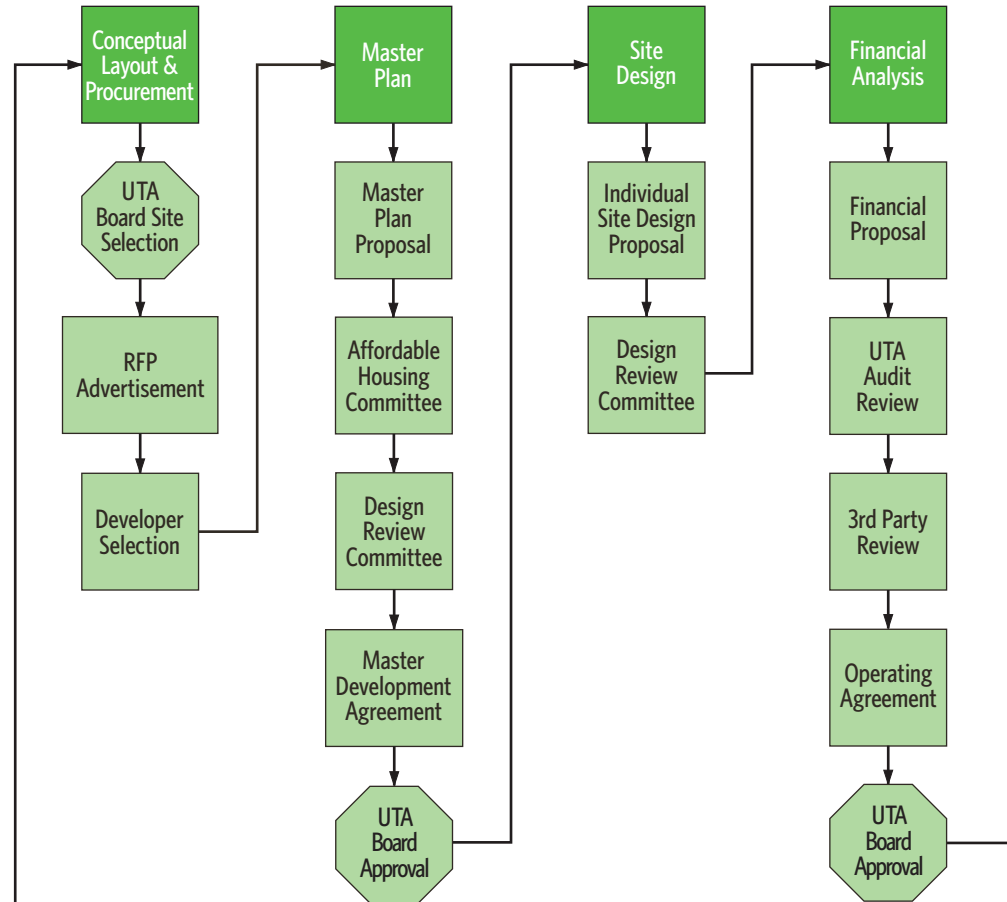 Conceptual
Layout &
Procurement
UTA
Board Site
Selection
RFP
Advertisement
Developer
Selection
Master
Plan
Master
Plan
Proposal
Affordable
Housing
Committee
Design
Review
Committee
Master
Development
Agreement
UTA
Board
Approval
Site
Design
Individual
Site Design
Proposal
Design
Review
Committee
Financial
Analysis
Financial
Proposal
UTA
Audit
Review
3rd Party
Review
Operating
Agreement
UTA
Board
Approval